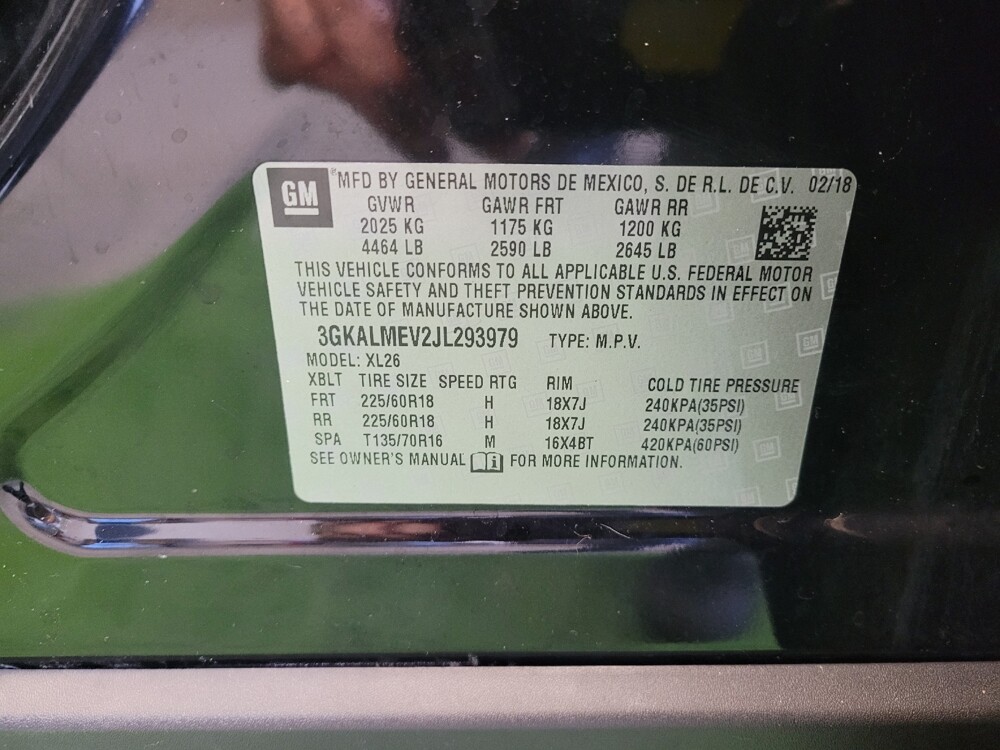 GM MFD BY GENERAL MOTORS DE MEXICO, S. DE R.L. DE C.V. 02/18
GVWR GAWR FRT GAWR RR
2025 KG 1175 KG 1200 KG
4464 LB 2590 LB 2645 LB
THIS VEHICLE CONFORMS TO ALL APPLICABLE U.S. FEDERAL MOTOR
VEHICLE SAFETY AND THEFT PREVENTION STANDARDS IN EFFECT ON
THE DATE OF MANUFACTURE SHOWN ABOVE.
3GKALMEV2JL293979 TYPE: M.P.V.
MODEL: XL26
XBLT TIRE SIZE SPEED RTG RIM COLD TIRE PRESSURE
FRT 225/60R18 H 18X7J 240KPA(35PSI)
RR 225/60R18 H 18X7J 240KPA(35PSI)
SPA T135/70R16 M 16X4BT 420KPA(60PSI)
SEE OWNER'S MANUAL FOR MORE INFORMATION.